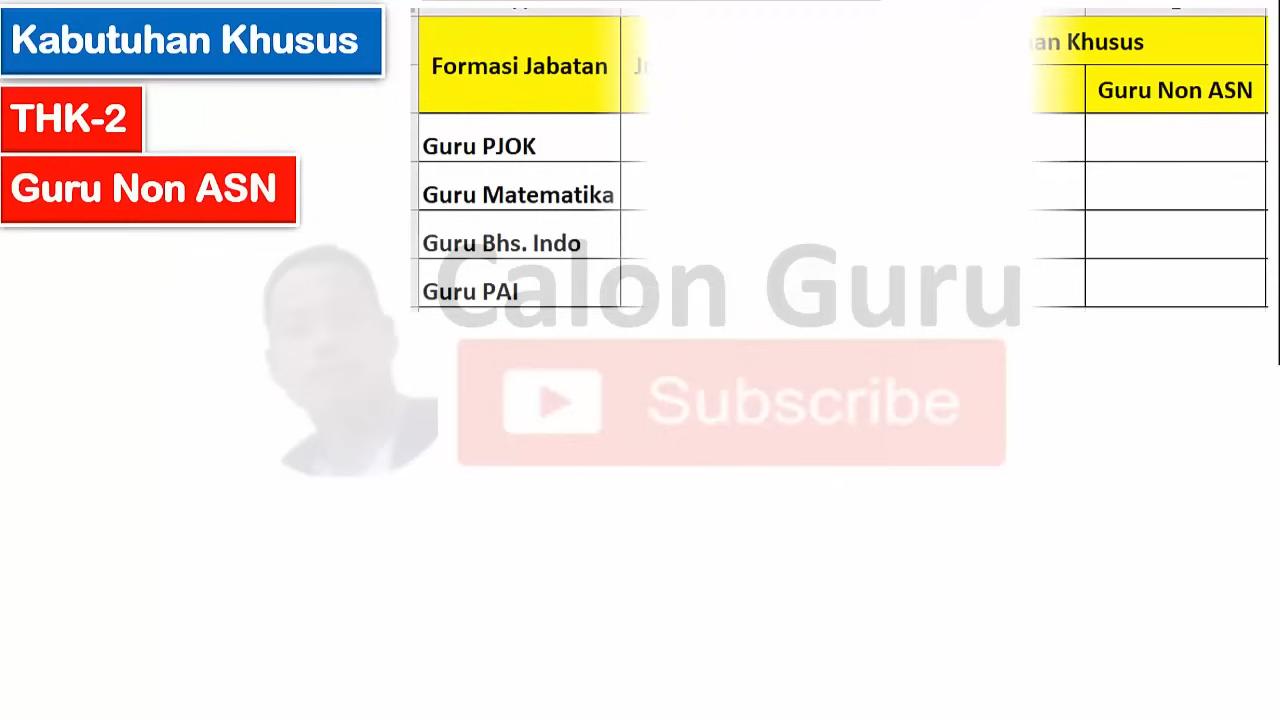 Kabutuhan Khusus
THK-2
Guru Non ASN
Formasi Jabatan
Khusus
Guru Non ASN
Guru PJOK
Guru Matematika
Guru Bhs. Indo
Guru PAI
Calon Guru
Subscribe